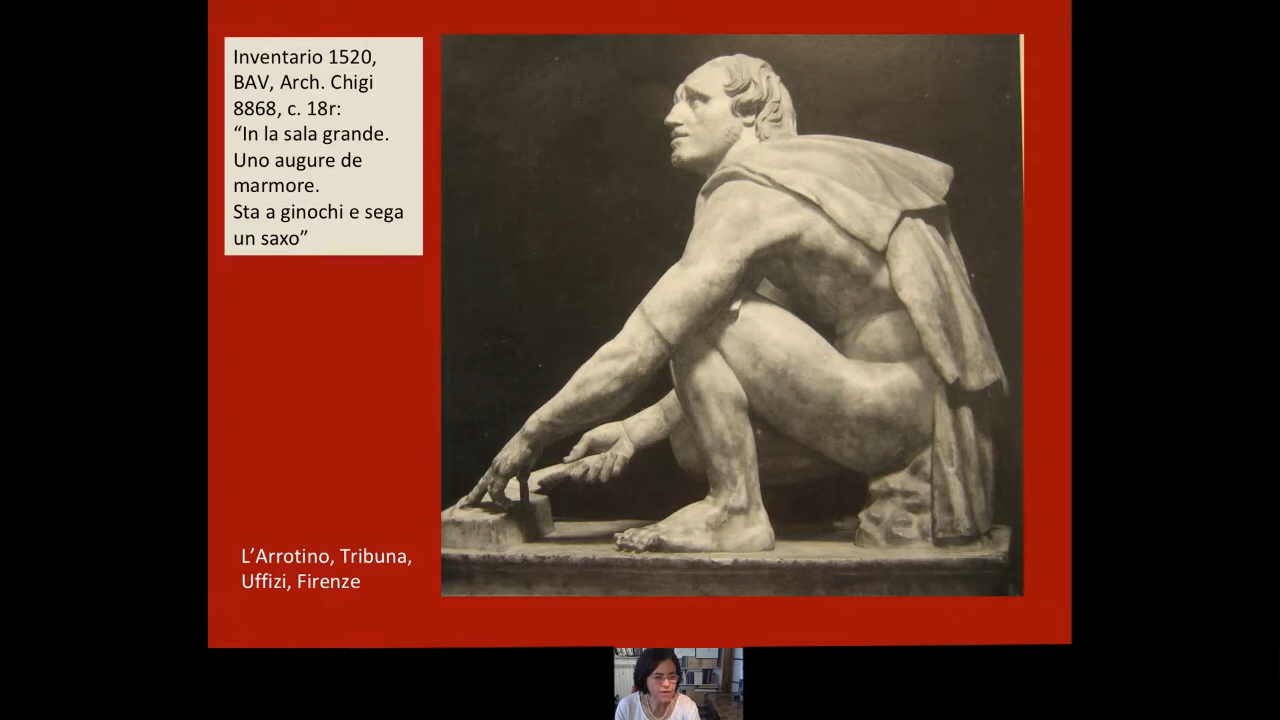 Inventario 1520,
BAV, Arch. Chigi
8868, c. 18r:
“In la sala grande.
Uno augure de
marmore.
Sta a ginochi e sega
un saxo”
L’Arrotino, Tribuna,
Uffizi, Firenze